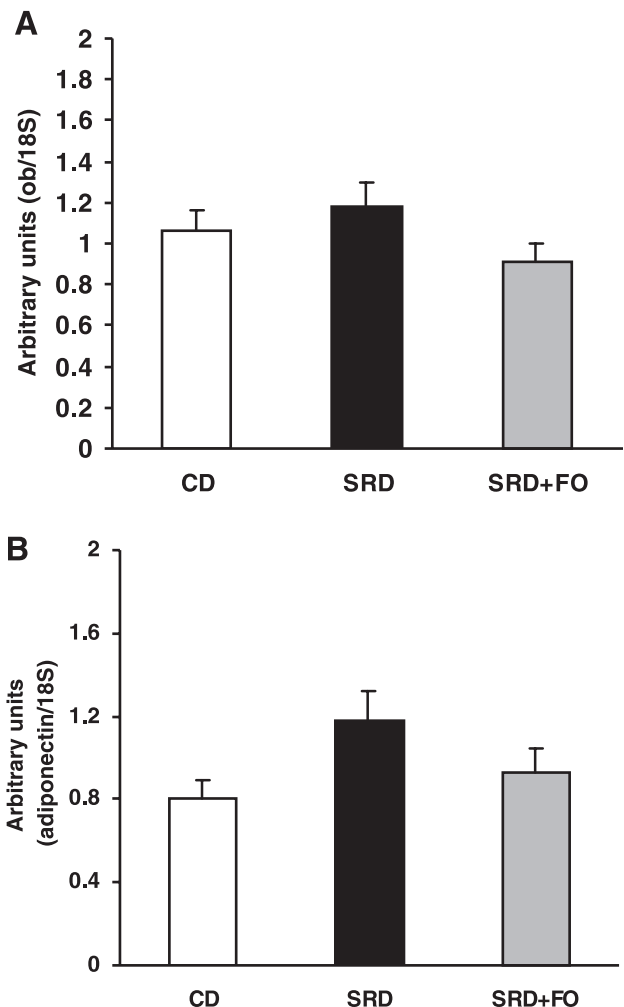 A
Arbitrary units (ob/18S)
2
1.8
1.6
1.4
1.2
1
0.8
0.6
0.4
0.2
0
CD SRD SRD+FO
B
Arbitrary units
(adiponectin/18S)
2
1.6
1.2
0.8
0.4
0
CD SRD SRD+FO